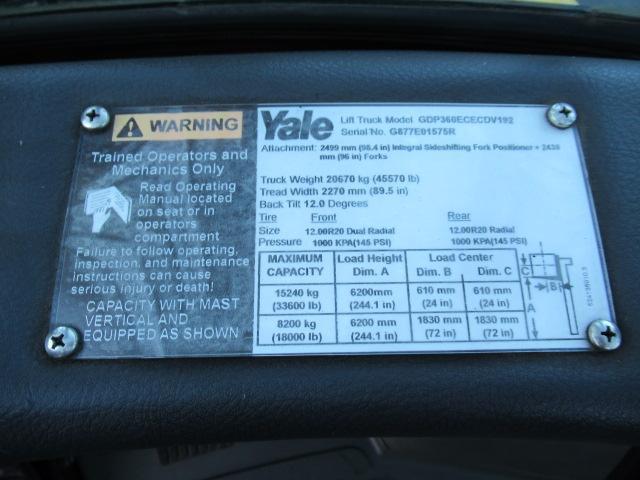 WARNING
Trained Operators and
Mechanics Only
Read Operating
Manual located
on seat or in
operators
compartment
Failure to follow operating,
inspection, and maintenance
instructions can cause
serious injury or death!
CAPACITY WITH MAST
VERTICAL AND
EQUIPPED AS SHOWN
Yale Lift Truck Model GDP360ECECDV192
Serial No. G877E01575R
Attachment: 2499 mm (98.4 in) Integral Sideshifting Fork Positioner + 2438
mm (96 in) Forks
Truck Weight 20670 kg (45570 lb)
Tread Width 2270 mm (89.5 in)
Back Tilt 12.0 Degrees
Tire Front Rear
Size 12.00R20 Dual Radial 12.00R20 Radial
Pressure 1000 KPA(145 PSI) 1000 KPA(145 PSI)
MAXIMUM CAPACITY Load Height Dim. A Load Center Dim. B Dim. C
15240 kg 6200mm 610 mm 610 mm
(33600 lb) (244.1 in) (24 in) (24 in)
8200 kg 6200 mm 1830 mm 1830 mm
(18000 lb) (244.1 in) (72 in) (72 in)
C
B
A